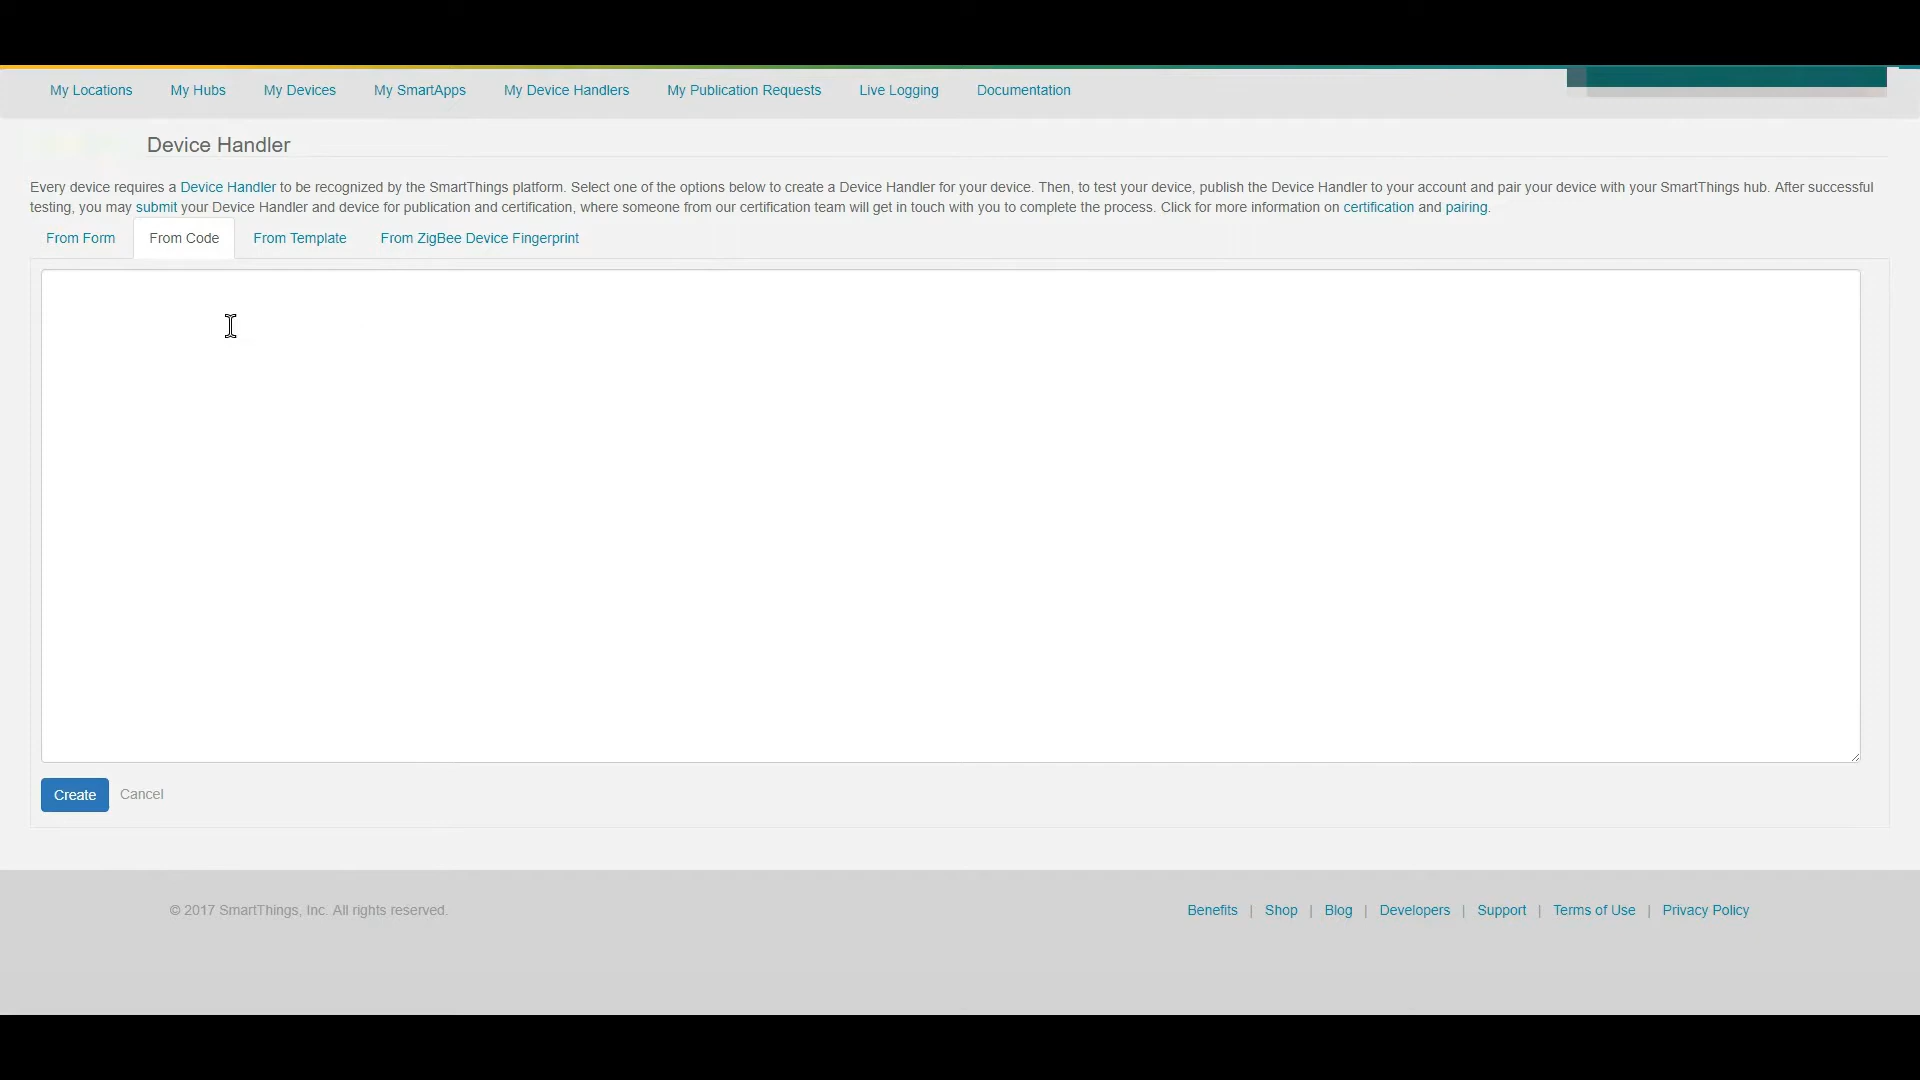 My Locations My Hubs My Devices My SmartApps My Device Handlers My Publication Requests Live Logging Documentation
Device Handler
Every device requires a Device Handler to be recognized by the SmartThings platform. Select one of the options below to create a Device Handler for your device. Then, to test your device, publish the Device Handler to your account and pair your device with your SmartThings hub. After successful
testing, you may submit your Device Handler and device for publication and certification, where someone from our certification team will get in touch with you to complete the process. Click for more information on certification and pairing.
From Form From Code From Template From ZigBee Device Fingerprint
Create Cancel
© 2017 SmartThings, Inc. All rights reserved. Benefits | Shop | Blog | Developers | Support | Terms of Use | Privacy Policy